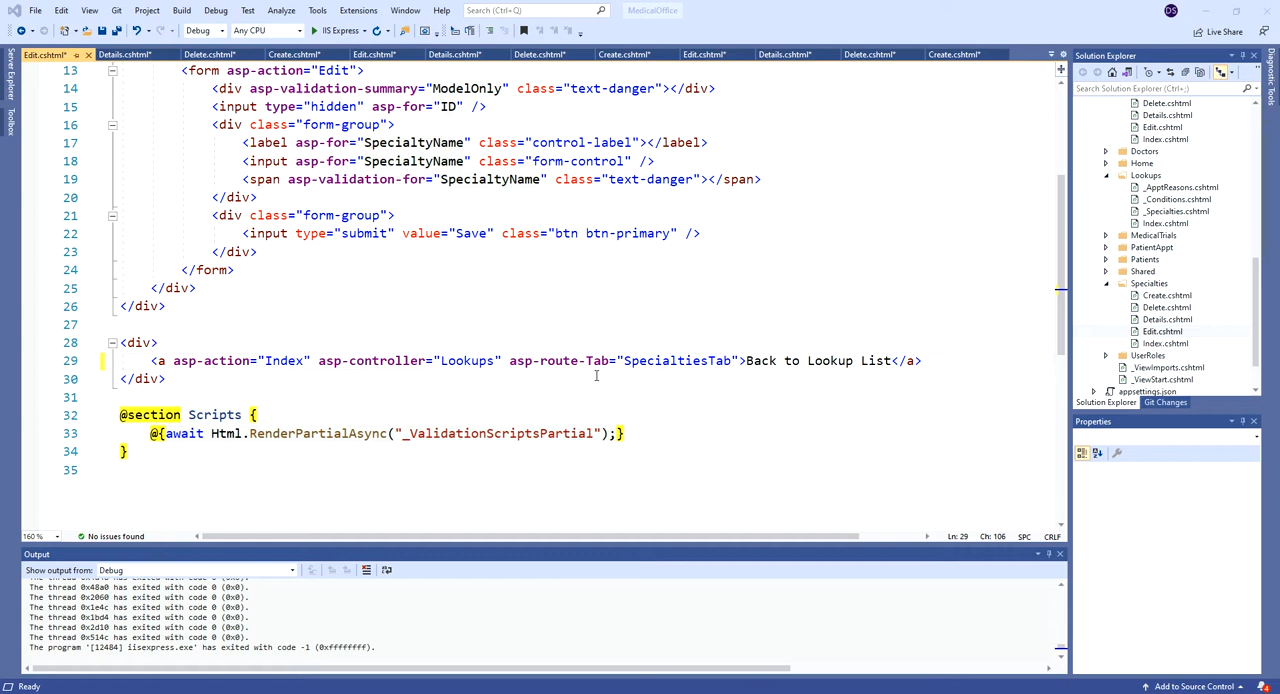 File Edit View Git Project Build Debug Test Analyze Tools Extensions Window Help Search (Ctrl+Q) MedicalOffice DS
Debug Any CPU IIS Express Live Share
Edit.cshtml* Details.cshtml* Delete.cshtml* Create.cshtml* Edit.cshtml* Details.cshtml* Delete.cshtml* Create.cshtml* Edit.cshtml* Details.cshtml* Delete.cshtml* Create.cshtml*
Server Explorer
Toolbox
13 <form asp-action="Edit">
14 <div asp-validation-summary="ModelOnly" class="text-danger"></div>
15 <input type="hidden" asp-for="ID" />
16 <div class="form-group">
17 <label asp-for="SpecialtyName" class="control-label"></label>
18 <input asp-for="SpecialtyName" class="form-control" />
19 <span asp-validation-for="SpecialtyName" class="text-danger"></span>
20 </div>
21 <div class="form-group">
22 <input type="submit" value="Save" class="btn btn-primary" />
23 </div>
24 </form>
25 </div>
26 </div>
27
28 <div>
29 <a asp-action="Index" asp-controller="Lookups" asp-route-Tab="SpecialtiesTab">Back to Lookup List</a>
30 </div>
31
32 @section Scripts {
33 @{await Html.RenderPartialAsync("_ValidationScriptsPartial");}
34 }
35
160 % No issues found Ln: 29 Ch: 106 SPC CRLF
Output
Show output from: Debug
The thread 0x48a0 has exited with code 0 (0x0).
The thread 0x2060 has exited with code 0 (0x0).
The thread 0x1e4c has exited with code 0 (0x0).
The thread 0x1bd4 has exited with code 0 (0x0).
The thread 0x2d10 has exited with code 0 (0x0).
The thread 0x514c has exited with code 0 (0x0).
The program '[12484] iisexpress.exe' has exited with code -1 (0xffffffff).
Solution Explorer
Search Solution Explorer (Ctrl+;)
Delete.cshtml
Details.cshtml
Edit.cshtml
Index.cshtml
Doctors
Home
Lookups
_ApptReasons.cshtml
_Conditions.cshtml
_Specialties.cshtml
Index.cshtml
MedicalTrials
PatientAppt
Patients
Shared
Specialties
Create.cshtml
Delete.cshtml
Details.cshtml
Edit.cshtml
Index.cshtml
UserRoles
_ViewImports.cshtml
_ViewStart.cshtml
appsettings.json
Solution Explorer Git Changes
Properties
Diagnostic Tools
Ready Add to Source Control 4